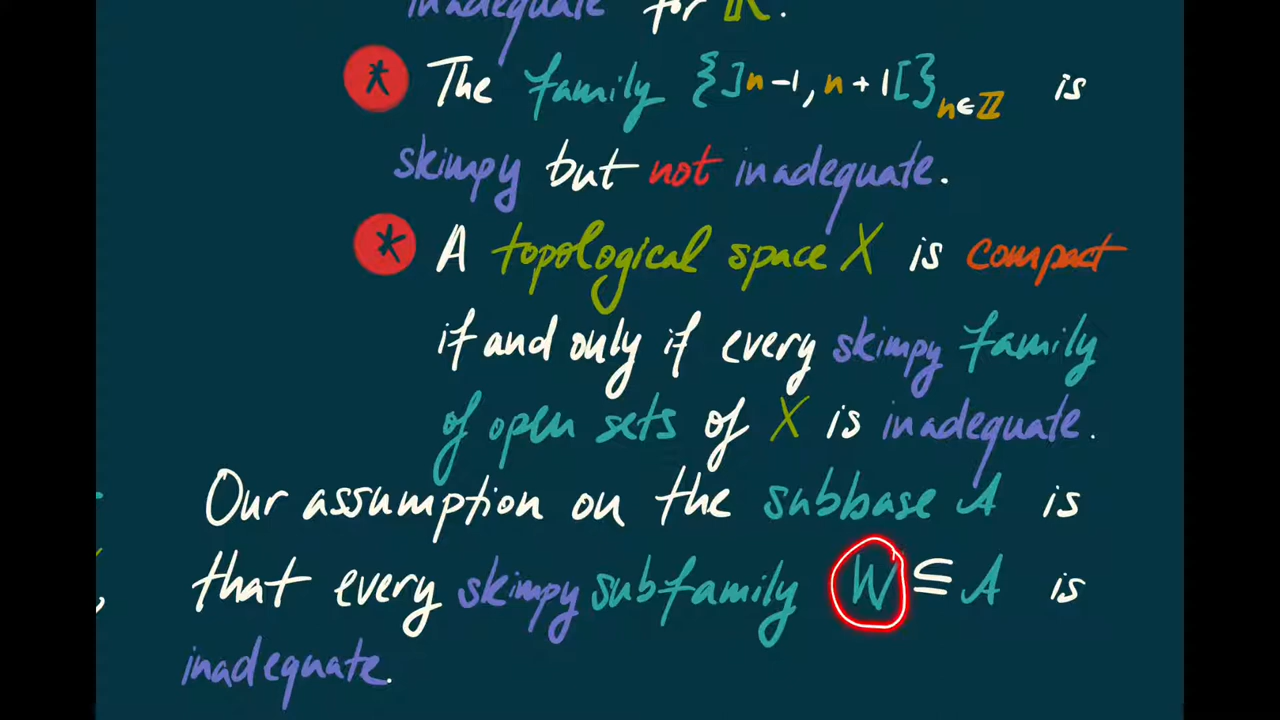 inadequate for ℝ.
* The family {]n-1, n+1[}n∈ℤ is
skimpy but not inadequate.
* A topological space X is compact
if and only if every skimpy family
of open sets of X is inadequate.
Our assumption on the subbase A is
that every skimpy subfamily W ⊆ A is
inadequate.